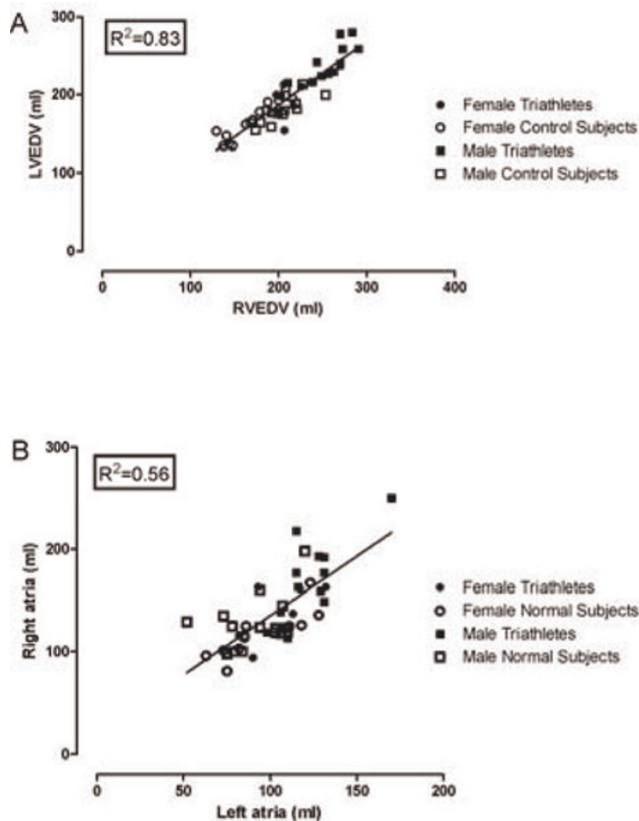 A
R²=0.83
300
200
100
0
LVEDV (ml)
0
100
200
300
400
RVEDV (ml)
Female Triathletes
Female Control Subjects
Male Triathletes
Male Control Subjects
B
R²=0.56
300
200
100
0
Right atria (ml)
0
50
100
150
200
Left atria (ml)
Female Triathletes
Female Normal Subjects
Male Triathletes
Male Normal Subjects